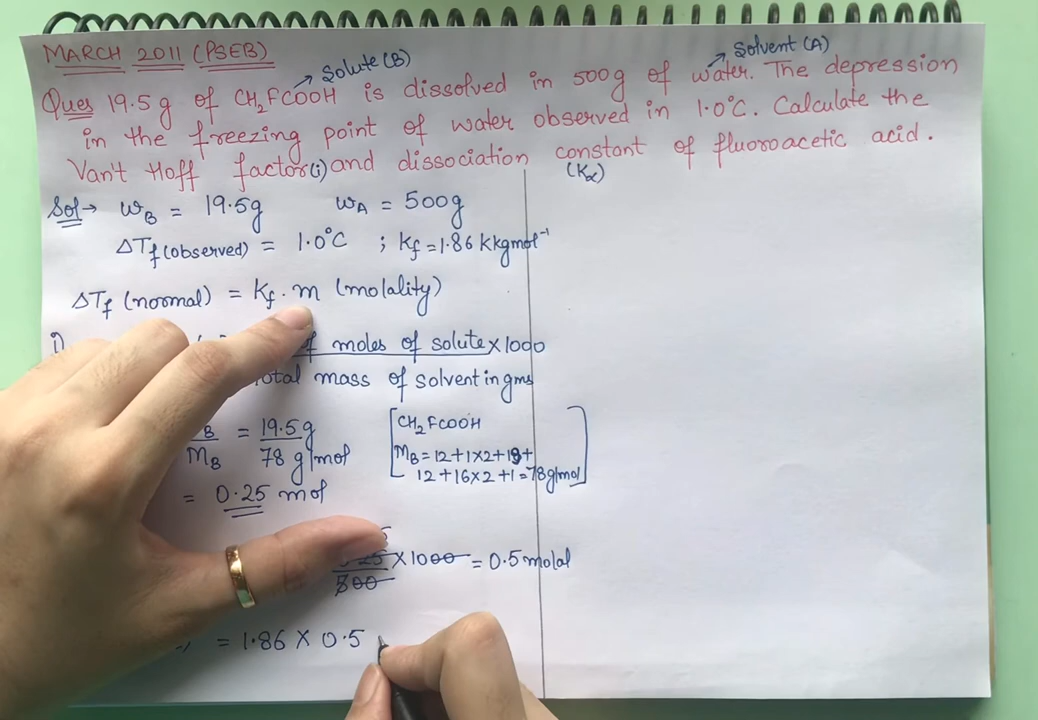 MARCH 2011 (PSEB)
→ Solute (B)
→ Solvent (A)
Ques 19.5 g of CH₂FCOOH is dissolved in 500g of water. The depression
in the freezing point of water observed in 1.0°C. Calculate the
Van't Hoff factor (i) and dissociation constant of fluoroacetic acid.
(Kα)
Sol→ WB = 19.5g WA = 500g
ΔTf (observed) = 1.0°C ; Kf = 1.86 K kg mol⁻¹
ΔTf (normal) = Kf . m (molality)
i) of moles of solute × 1000
total mass of solvent in gms
B/MB = 19.5g/78 g/mol
= 0.25 mol
[CH₂FCOOH
MB = 12+1×2+19+
12+16×2+1=78g/mol]
× 1000 = 0.5 molal
500
= 1.86 × 0.5